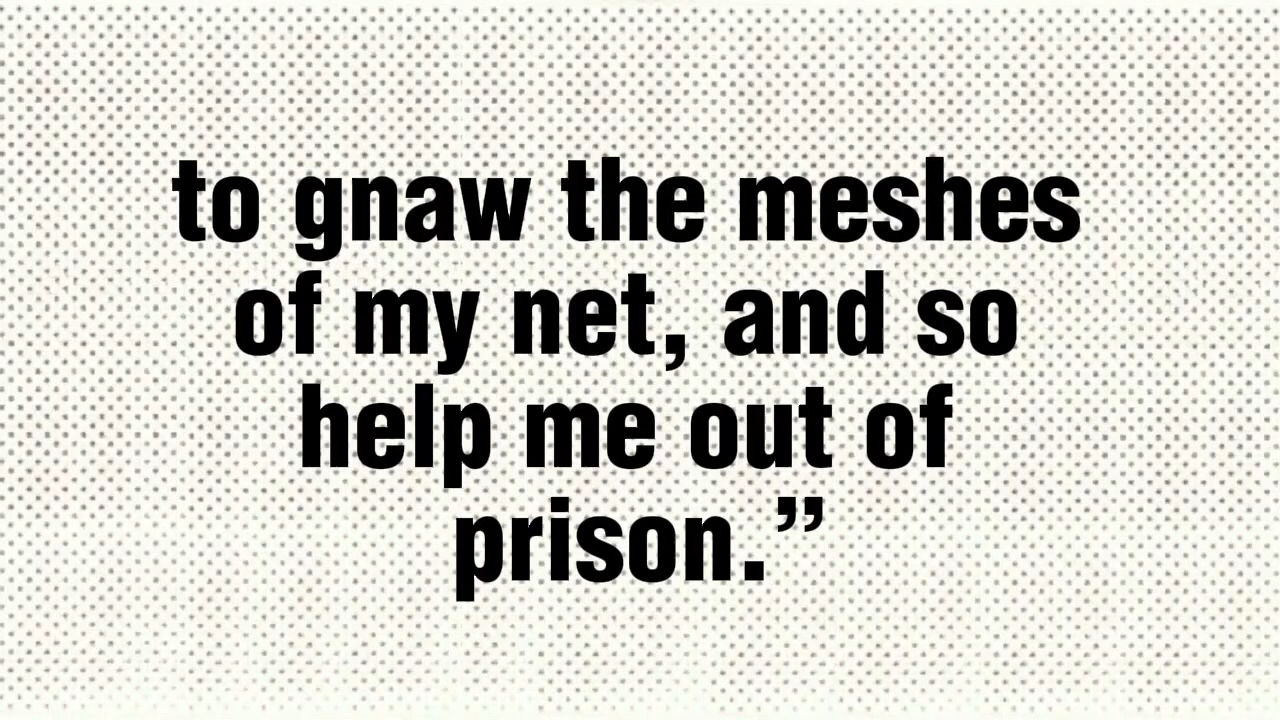 to gnaw the meshes
of my net, and so
help me out of
prison.”